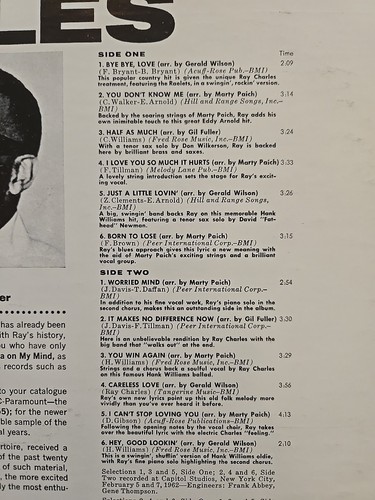 LES
SIDE ONE Time
1. BYE BYE, LOVE (arr. by Gerald Wilson) 2:09
(F. Bryant-B. Bryant) (Acuff-Rose Pub.—BMI)
This popular country hit is given the unique Ray Charles
treatment, featuring the Raelets, in a swingin', rockin' version.
2. YOU DON'T KNOW ME (arr. by Marty Paich) 3:14
(C.Walker-E.Arnold) (Hill and Range Songs, Inc.—
BMI)
Backed by the soaring strings of Marty Paich, Ray adds his
own inimitable touch to this great Eddy Arnold hit.
3. HALF AS MUCH (arr. by Gil Fuller) 3:24
(C.Williams) (Fred Rose Music, Inc.—BMI)
With a tenor sax solo by Don Wilkerson, Ray is backed
here by brilliant brass and saxes.
4. I LOVE YOU SO MUCH IT HURTS (arr. by Marty Paich) 3:33
(F. Tillman) (Melody Lane Pub.—BMI)
A lovely string introduction sets the stage for Ray's excit-
ing vocal.
5. JUST A LITTLE LOVIN' (arr. by Gerald Wilson) 3:26
(Z.Clements-E.Arnold) (Hill and Range Songs,
Inc.—BMI)
A big, swingin' band backs Ray on this memorable Hank
Williams hit, featuring a tenor sax solo by David "Fat-
head" Newman.
6. BORN TO LOSE (arr. by Marty Paich) 3:15
(F.Brown) (Peer International Corp.—BMI)
Ray's blues approach gives this lyric a new meaning with
the aid of Marty Paich's exciting strings and a brilliant
vocal group.
SIDE TWO
1. WORRIED MIND (arr. by Marty Paich) 2:54
(J.Davis-T.Daffan) (Peer International Corp.—
BMI)
In addition to his fine vocal work, Ray's piano solo in the
second chorus, makes this an outstanding side in the album.
2. IT MAKES NO DIFFERENCE NOW (arr. by Gil Fuller) 3:30
(J.Davis-F.Tillman) (Peer International Corp.—
BMI)
Here is an unbelievable rendition by Ray Charles with the
big band that "walks out" at the end.
3. YOU WIN AGAIN (arr. by Marty Paich) 3:29
(H.Williams) (Fred Rose Music, Inc.—BMI)
Strings and a chorus back a soulful vocal by Ray Charles
on this famous Hank Williams ballad.
4. CARELESS LOVE (arr. by Gerald Wilson) 3:56
(Ray Charles) (Tangerine Music—BMI)
Ray's own new lyrics point up this old folk melody more
vividly than you've ever heard it before.
5. I CAN'T STOP LOVING YOU (arr. by Marty Paich) 4:13
(D.Gibson) (Acuff-Rose Publications—BMI)
Following the opening notes by the vocal choir, Ray takes
over the beautiful lyric with the electric Charles "feeling."
6. HEY, GOOD LOOKIN' (arr. by Gerald Wilson) 2:10
(H.Williams) (Fred Rose Music, Inc.—BMI)
This is a swingin', shufflin' version of Hank Williams oldie,
with Ray's fine piano solo highlighting the second chorus.
Selections 1, 3 and 5, Side One; 2, 4 and 6, Side
Two recorded at Capitol Studios, New York City,
February 5 and 7, 1962—Engineers: Frank Abbey,
Gene Thompson.
er
has already been
ith Ray's history,
u who have only
a on My Mind, as
records such as
to your catalogue
C-Paramount—the
5); for the newer
ble sample of the
al years.
ertoire, received a
of the past twenty
of such material,
, the more excited
ly the most enthu-